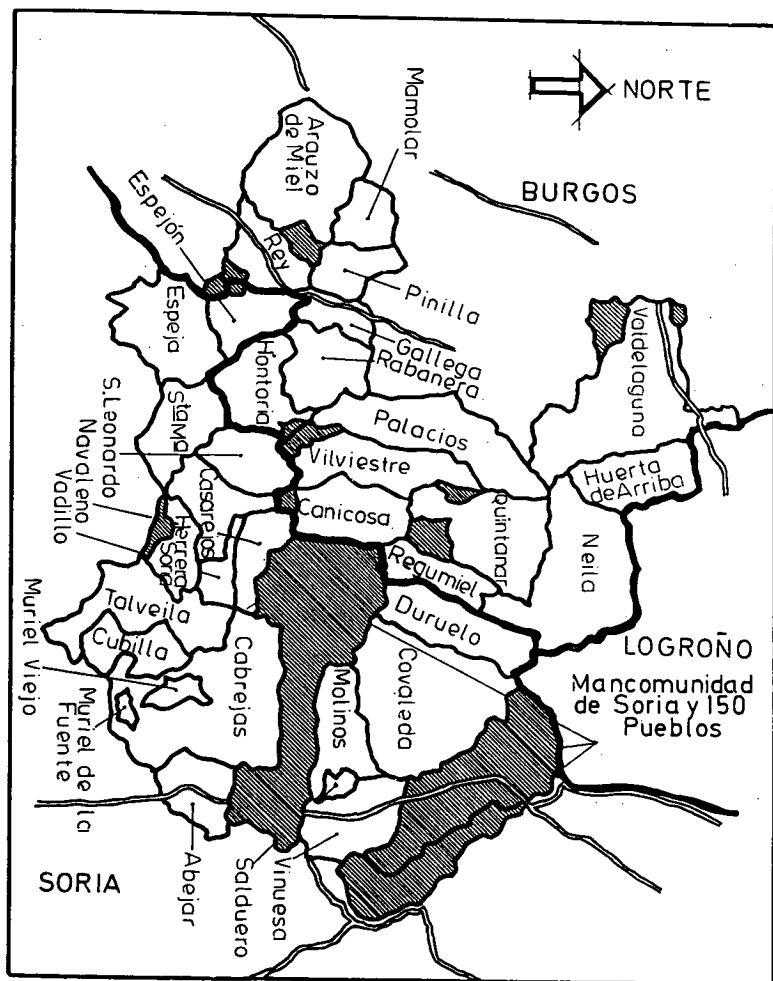 NORTE
BURGOS
Mamolar
Arauzo
de Miel
Espejón
Rey
Pinilla
Espeja
Gallega
Rabanera
Hontoria
Valdelaguna
Sta Mª
S. Leonardo
Navaleno
Vadillo
Palacios
Vilviestre
Huerta
de Arriba
Casarejos
Canicosa
Quintanar
Neila
Herrera
Soria
Regumiel
Talveila
Duruelo
Cubilla
Muriel Viejo
Cabrejas
Molinos
Covaleda
LOGROÑO
Mancomunidad
de Soria y 150
Pueblos
Muriel de la
Fuente
Abejar
Salduero
Vinuesa
SORIA